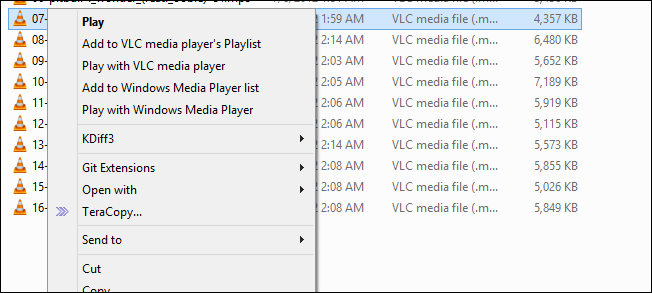 07- 1:59 AM VLC media file (.m... 4,357 KB
08- 2:14 AM VLC media file (.m... 6,480 KB
09- 2:03 AM VLC media file (.m... 5,652 KB
10- 2:05 AM VLC media file (.m... 7,189 KB
11- 2:06 AM VLC media file (.m... 5,919 KB
12- 2:06 AM VLC media file (.m... 5,115 KB
13- 2:14 AM VLC media file (.m... 5,573 KB
14- 2:08 AM VLC media file (.m... 5,855 KB
15- 2:08 AM VLC media file (.m... 5,026 KB
16- 2:08 AM VLC media file (.m... 5,849 KB
Play
Add to VLC media player's Playlist
Play with VLC media player
Add to Windows Media Player list
Play with Windows Media Player
KDiff3
Git Extensions
Open with
TeraCopy...
Send to
Cut
Copy